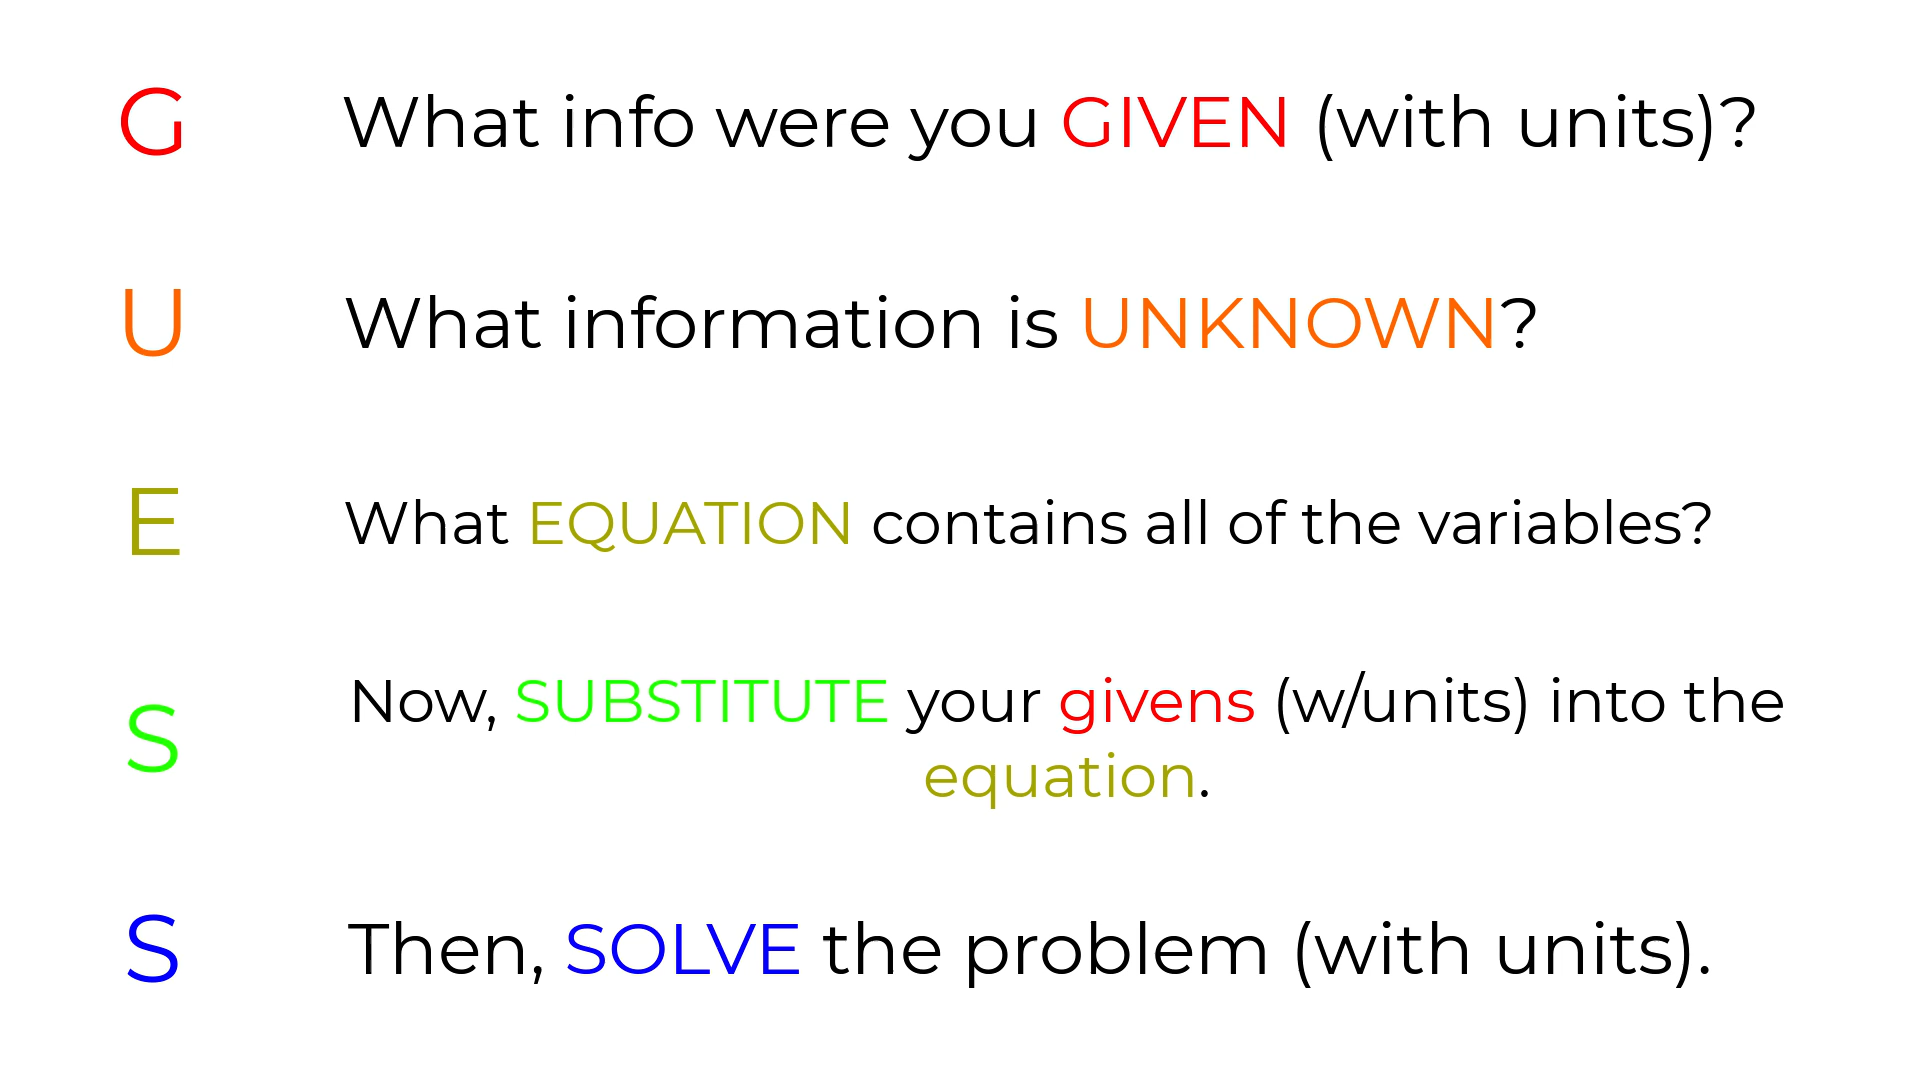 G What info were you GIVEN (with units)?
U What information is UNKNOWN?
E What EQUATION contains all of the variables?
S Now, SUBSTITUTE your givens (w/units) into the
equation.
S Then, SOLVE the problem (with units).